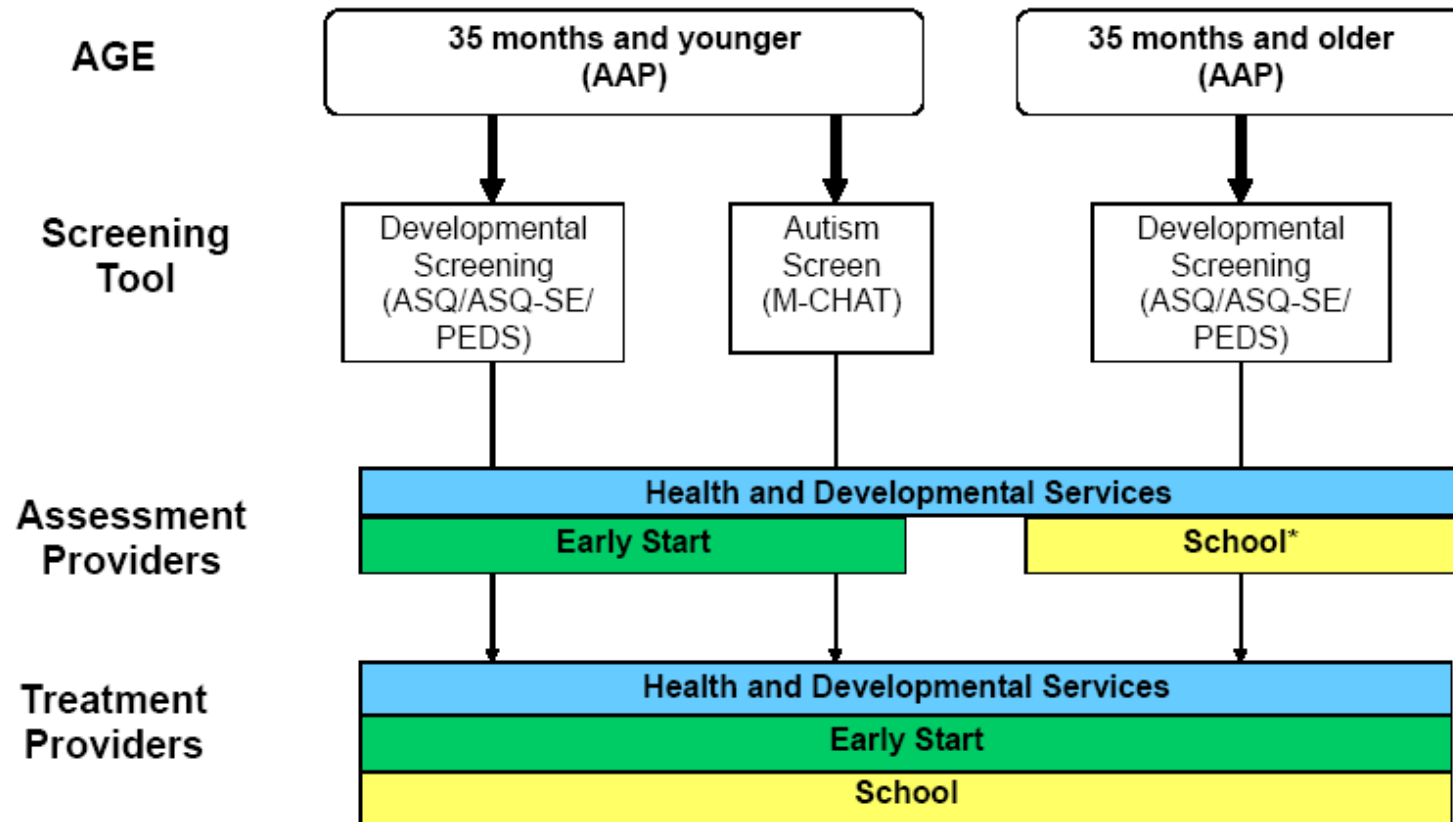 AGE
35 months and younger
(AAP)
35 months and older
(AAP)
Screening
Tool
Developmental
Screening
(ASQ/ASQ-SE/
PEDS)
Autism
Screen
(M-CHAT)
Developmental
Screening
(ASQ/ASQ-SE/
PEDS)
Assessment
Providers
Health and Developmental Services
Early Start
School*
Treatment
Providers
Health and Developmental Services
Early Start
School